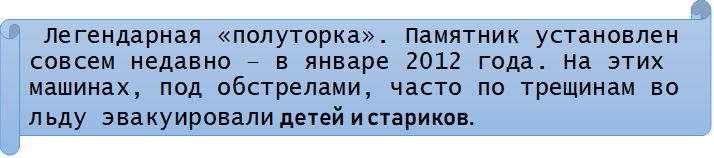 Легендарная «полуторка». Памятник установлен
совсем недавно – в январе 2012 года. На этих
машинах, под обстрелами, часто по трещинам во
льду эвакуировали детей и стариков.